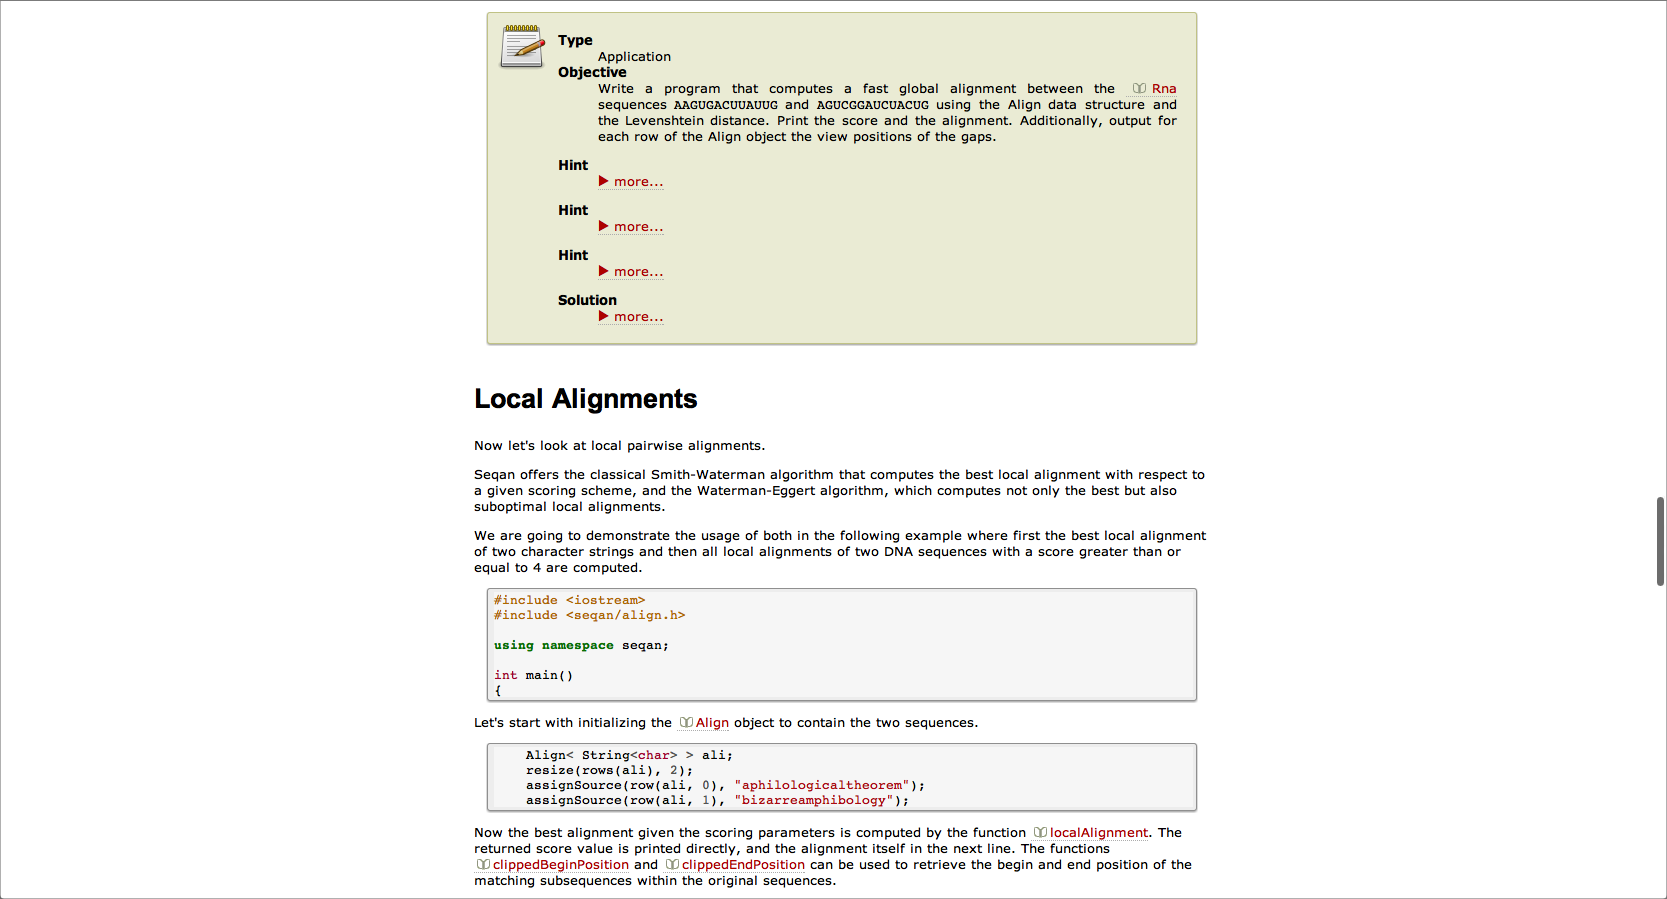 Type
Application
Objective
Write a program that computes a fast global alignment between the Rna
sequences AAGUGACUUAUUG and AGUCGGAUCUACUG using the Align data structure and
the Levenshtein distance. Print the score and the alignment. Additionally, output for
each row of the Align object the view positions of the gaps.
Hint
more...
Hint
more...
Hint
more...
Solution
more...
Local Alignments
Now let's look at local pairwise alignments.
Seqan offers the classical Smith-Waterman algorithm that computes the best local alignment with respect to
a given scoring scheme, and the Waterman-Eggert algorithm, which computes not only the best but also
suboptimal local alignments.
We are going to demonstrate the usage of both in the following example where first the best local alignment
of two character strings and then all local alignments of two DNA sequences with a score greater than or
equal to 4 are computed.
#include <iostream>
#include <seqan/align.h>
using namespace seqan;
int main()
{
Let's start with initializing the Align object to contain the two sequences.
Align< String<char> > ali;
resize(rows(ali), 2);
assignSource(row(ali, 0), "aphilologicaltheorem");
assignSource(row(ali, 1), "bizarreamphibology");
Now the best alignment given the scoring parameters is computed by the function localAlignment. The
returned score value is printed directly, and the alignment itself in the next line. The functions
clippedBeginPosition and clippedEndPosition can be used to retrieve the begin and end position of the
matching subsequences within the original sequences.